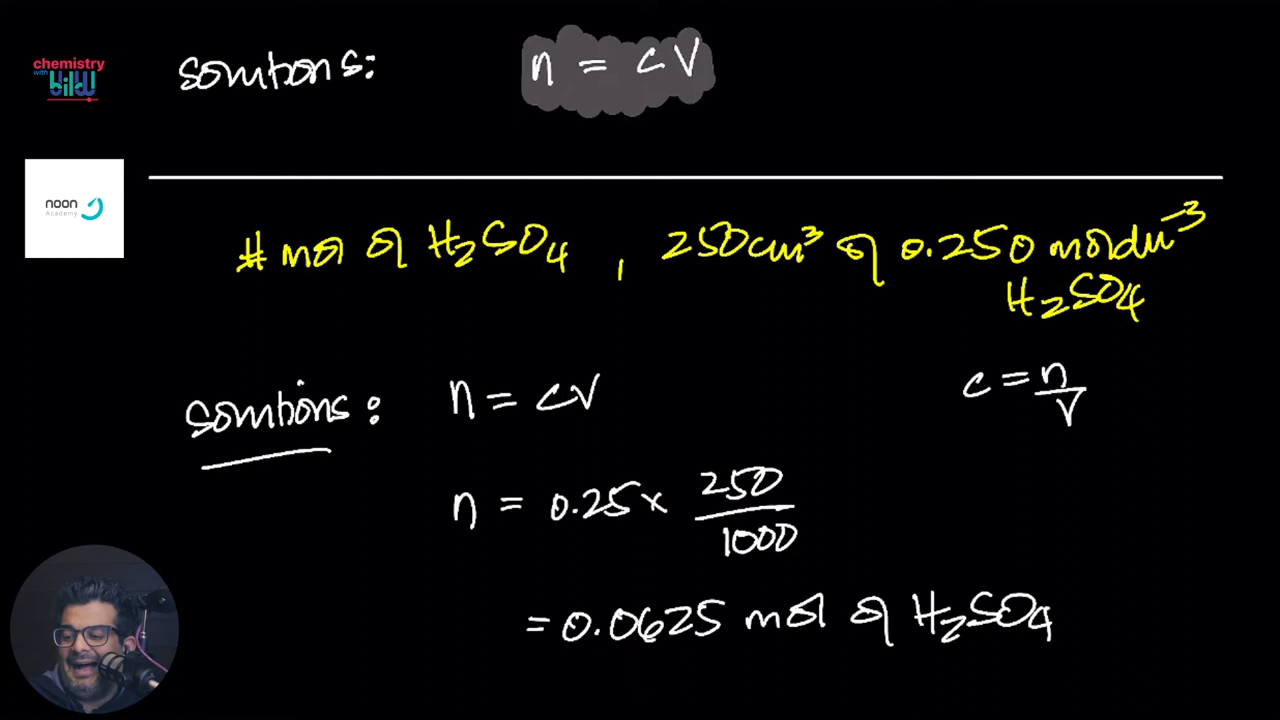 chemistry
with
bilal
solutions: n = cV
noon
Academy
# mol of H₂SO₄ , 250cm³ of 0.250 moldm⁻³
H₂SO₄
solutions: n = cV
c = n/V
n = 0.25 x 250/1000
= 0.0625 mol of H₂SO₄